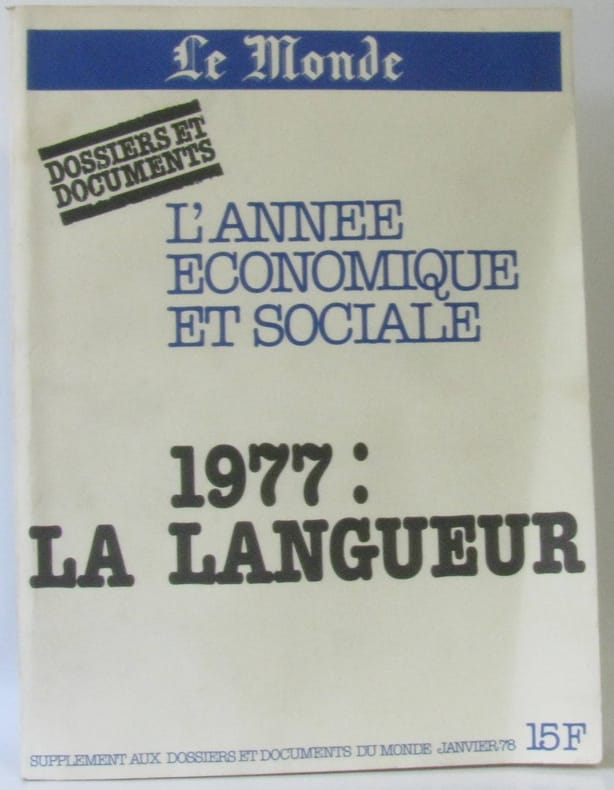 Le Monde
DOSSIERS ET
DOCUMENTS
L'ANNEE
ECONOMIQUE
ET SOCIALE
1977 :
LA LANGUEUR
SUPPLEMENT AUX DOSSIERS ET DOCUMENTS DU MONDE JANVIER 78 15F